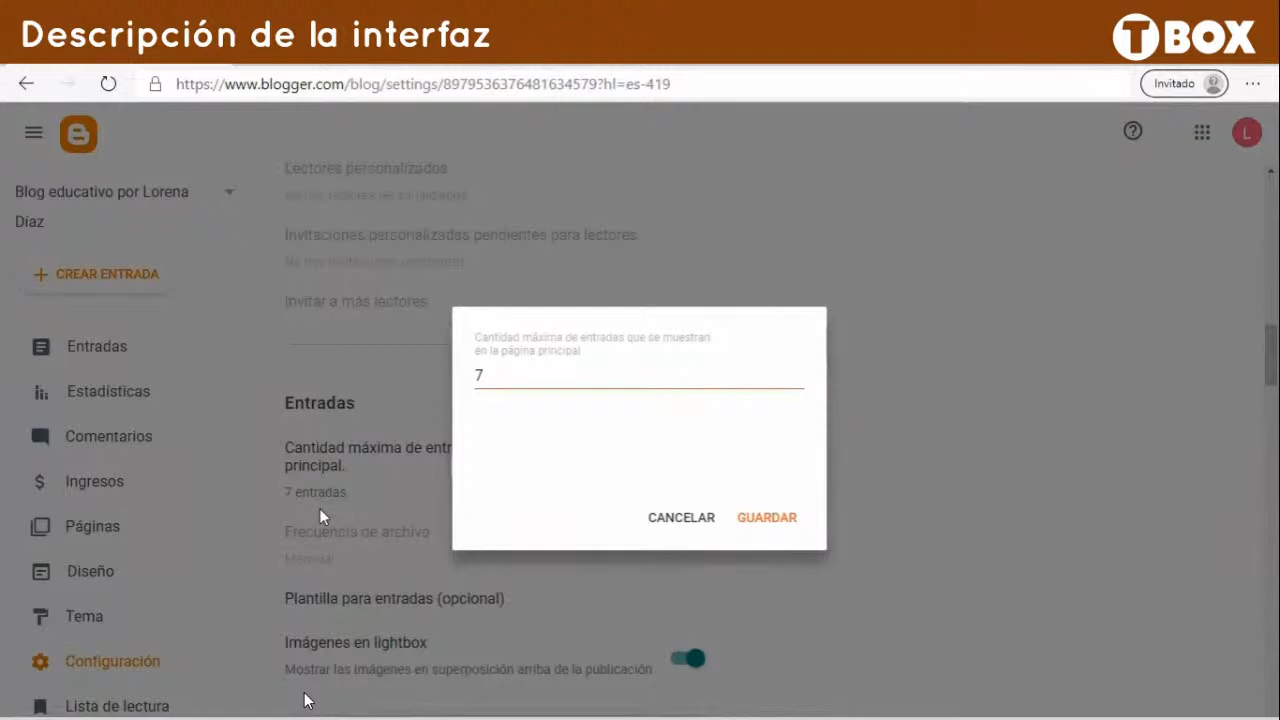 Descripción de la interfaz
TBOX
https://www.blogger.com/blog/settings/8979536376481634579?hl=es-419
Invitado
L
Blog educativo por Lorena
Díaz
CREAR ENTRADA
Entradas
Estadísticas
Comentarios
Ingresos
Páginas
Diseño
Tema
Configuración
Lista de lectura
Lectores personalizados
Invitaciones personalizadas pendientes para lectores
Invitar a más lectores
Entradas
Cantidad máxima de entr
principal.
7 entradas
Frecuencia de archivo
Mensual
Plantilla para entradas (opcional)
Imágenes en lightbox
Mostrar las imágenes en superposición arriba de la publicación
Cantidad máxima de entradas que se muestran
en la página principal
7
CANCELAR
GUARDAR